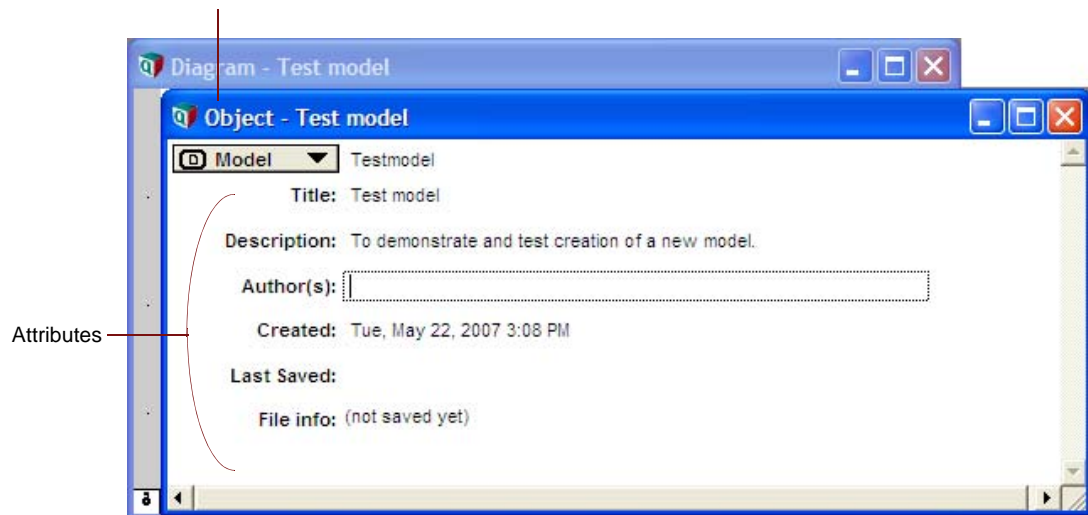 Diagram - Test model
Object - Test model
Model Testmodel
Title: Test model
Description: To demonstrate and test creation of a new model.
Author(s):
Attributes
Created: Tue, May 22, 2007 3:08 PM
Last Saved:
File info: (not saved yet)